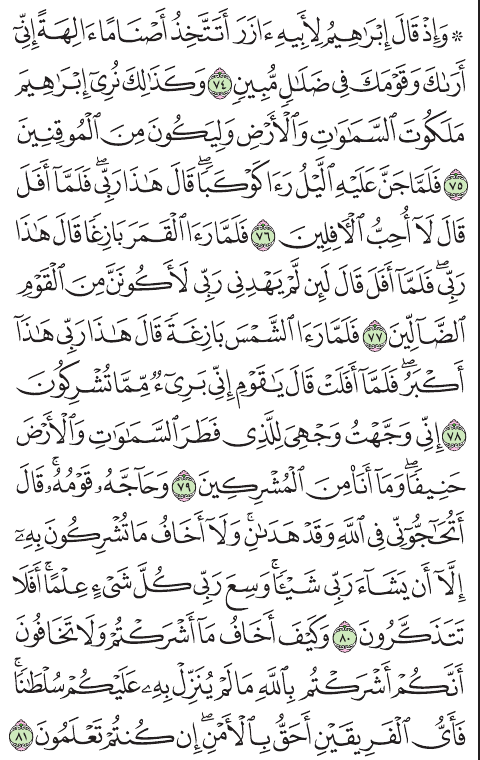 ۞ وَإِذْ قَالَ إِبْرَٰهِيمُ لِأَبِيهِ ءَازَرَ أَتَتَّخِذُ أَصْنَامًا ءَالِهَةً إِنِّىٓ
أَرَىٰكَ وَقَوْمَكَ فِى ضَلَٰلٍ مُّبِينٍ ٧٤ وَكَذَٰلِكَ نُرِىٓ إِبْرَٰهِيمَ
مَلَكُوتَ ٱلسَّمَٰوَٰتِ وَٱلْأَرْضِ وَلِيَكُونَ مِنَ ٱلْمُوقِنِينَ
٧٥ فَلَمَّا جَنَّ عَلَيْهِ ٱلَّيْلُ رَءَا كَوْكَبًا ۖ قَالَ هَٰذَا رَبِّى ۖ فَلَمَّآ أَفَلَ
قَالَ لَآ أُحِبُّ ٱلْءَافِلِينَ ٧٦ فَلَمَّا رَءَا ٱلْقَمَرَ بَازِغًا قَالَ هَٰذَا
رَبِّى ۖ فَلَمَّآ أَفَلَ قَالَ لَئِن لَّمْ يَهْدِنِى رَبِّى لَأَكُونَنَّ مِنَ ٱلْقَوْمِ
ٱلضَّآلِّينَ ٧٧ فَلَمَّا رَءَا ٱلشَّمْسَ بَازِغَةً قَالَ هَٰذَا رَبِّى هَٰذَآ
أَكْبَرُ ۖ فَلَمَّآ أَفَلَتْ قَالَ يَٰقَوْمِ إِنِّى بَرِىٓءٌ مِّمَّا تُشْرِكُونَ
٧٨ إِنِّى وَجَّهْتُ وَجْهِىَ لِلَّذِى فَطَرَ ٱلسَّمَٰوَٰتِ وَٱلْأَرْضَ
حَنِيفًا ۖ وَمَآ أَنَا۠ مِنَ ٱلْمُشْرِكِينَ ٧٩ وَحَآجَّهُۥ قَوْمُهُۥ ۚ قَالَ
أَتُحَٰٓجُّوٓنِّى فِى ٱللَّهِ وَقَدْ هَدَىٰنِ ۚ وَلَآ أَخَافُ مَا تُشْرِكُونَ بِهِۦٓ
إِلَّآ أَن يَشَآءَ رَبِّى شَيْـًٔا ۗ وَسِعَ رَبِّى كُلَّ شَىْءٍ عِلْمًا ۗ أَفَلَا
تَتَذَكَّرُونَ ٨٠ وَكَيْفَ أَخَافُ مَآ أَشْرَكْتُمْ وَلَا تَخَافُونَ
أَنَّكُمْ أَشْرَكْتُم بِٱللَّهِ مَا لَمْ يُنَزِّلْ بِهِۦ عَلَيْكُمْ سُلْطَٰنًا ۚ
فَأَىُّ ٱلْفَرِيقَيْنِ أَحَقُّ بِٱلْأَمْنِ ۖ إِن كُنتُمْ تَعْلَمُونَ ٨١